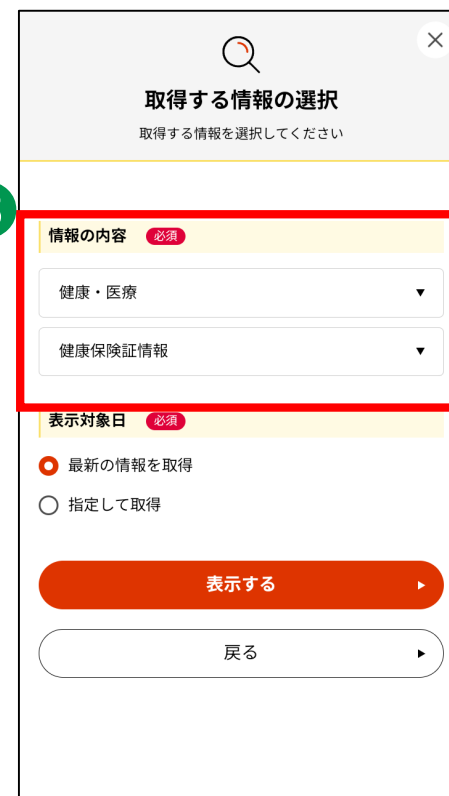 取得する情報の選択
取得する情報を選択してください
情報の内容 必須
健康・医療 ▼
健康保険証情報 ▼
表示対象日 必須
最新の情報を取得
指定して取得
表示する
戻る